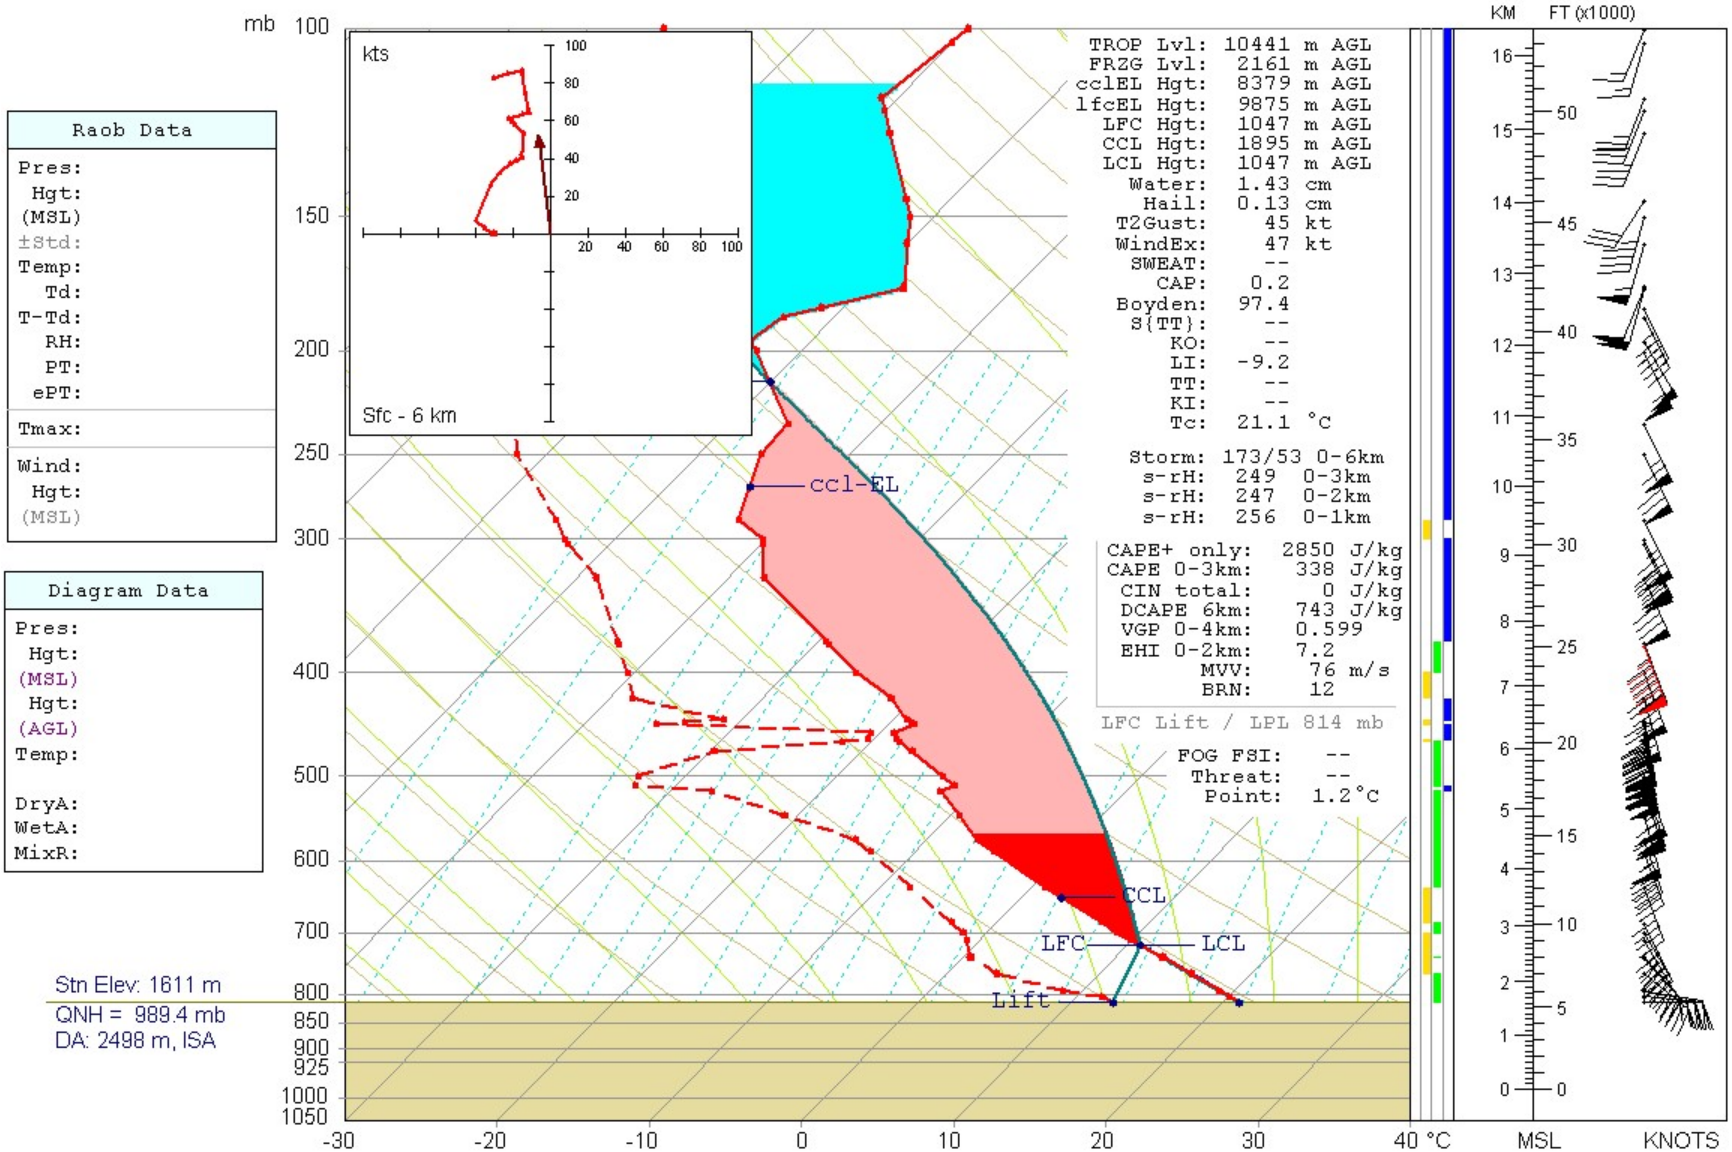 mb
100
150
200
250
300
400
500
600
700
800
850
900
925
1000
1050
Raob Data
Pres:
Hgt:
(MSL)
±Std:
Temp:
Td:
T-Td:
RH:
PT:
ePT:
Tmax:
Wind:
Hgt:
(MSL)
Diagram Data
Pres:
Hgt:
(MSL)
Hgt:
(AGL)
Temp:
DryA:
WetA:
MixR:
Stn Elev: 1611 m
QNH = 989.4 mb
DA: 2498 m, ISA
kts
100
80
60
40
20
20 40 60 80 100
Sfc - 6 km
ccl-EL
CCL
LFC
LCL
Lift
TROP Lvl: 10441 m AGL
FRZG Lvl: 2161 m AGL
cclEL Hgt: 8379 m AGL
lfcEL Hgt: 9875 m AGL
LFC Hgt: 1047 m AGL
CCL Hgt: 1895 m AGL
LCL Hgt: 1047 m AGL
Water: 1.43 cm
Hail: 0.13 cm
T2Gust: 45 kt
WindEx: 47 kt
SWEAT: --
CAP: 0.2
Boyden: 97.4
S{TT}: --
KO: --
LI: -9.2
TT: --
KI: --
Tc: 21.1 °C
Storm: 173/53 0-6km
s-rH: 249 0-3km
s-rH: 247 0-2km
s-rH: 256 0-1km
CAPE+ only: 2850 J/kg
CAPE 0-3km: 338 J/kg
CIN total: 0 J/kg
DCAPE 6km: 743 J/kg
VGP 0-4km: 0.599
EHI 0-2km: 7.2
MVV: 76 m/s
BRN: 12
LFC Lift / LPL 814 mb
FOG FSI: --
Threat: --
Point: 1.2°C
-30 -20 -10 0 10 20 30 40 °C
KM FT (x1000)
16
15
14
13
12
11
10
9
8
7
6
5
4
3
2
1
0
50
45
40
35
30
25
20
15
10
5
0
MSL KNOTS